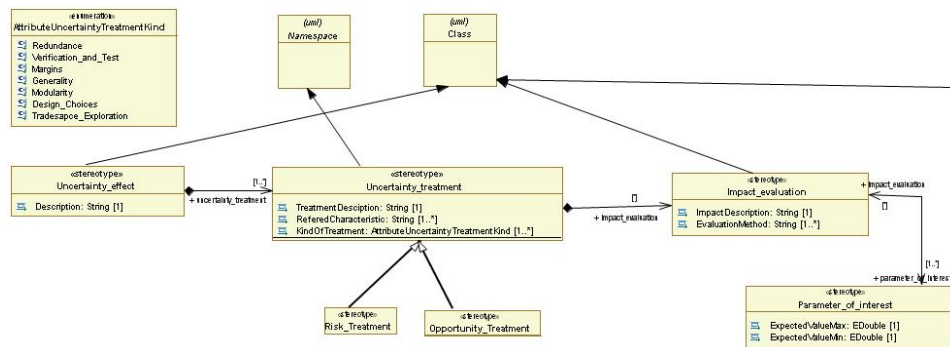 «enumeration»
AttributeUncertaintyTreatmentKind
Redundance
Verification_and_Test
Margins
Generality
Modularity
Design_Choices
Tradesapce_Exploration
(uml)
Namespace
(uml)
Class
«stereotype»
Uncertainty_effect
Description: String [1]
[1..*]
+ uncertainty_treatment
«stereotype»
Uncertainty_treatment
TreatmentDesciption: String [1]
ReferedCharacteristic: String [1..*]
KindOfTreatment: AttributeUncertaintyTreatmentKind [1..*]
[]
+ Impact_evaluation
«stereotype»
Impact_evaluation
ImpactDescription: String [1]
EvaluationMethod: String [1..*]
+ Impact_evaluation
[]
[1..*]
+ parameter_of_interest
«stereotype»
Risk_Treatment
«stereotype»
Opportunity_Treatment
«stereotype»
Parameter_of_interest
ExpectedValueMax: EDouble [1]
ExpectedValueMin: EDouble [1]